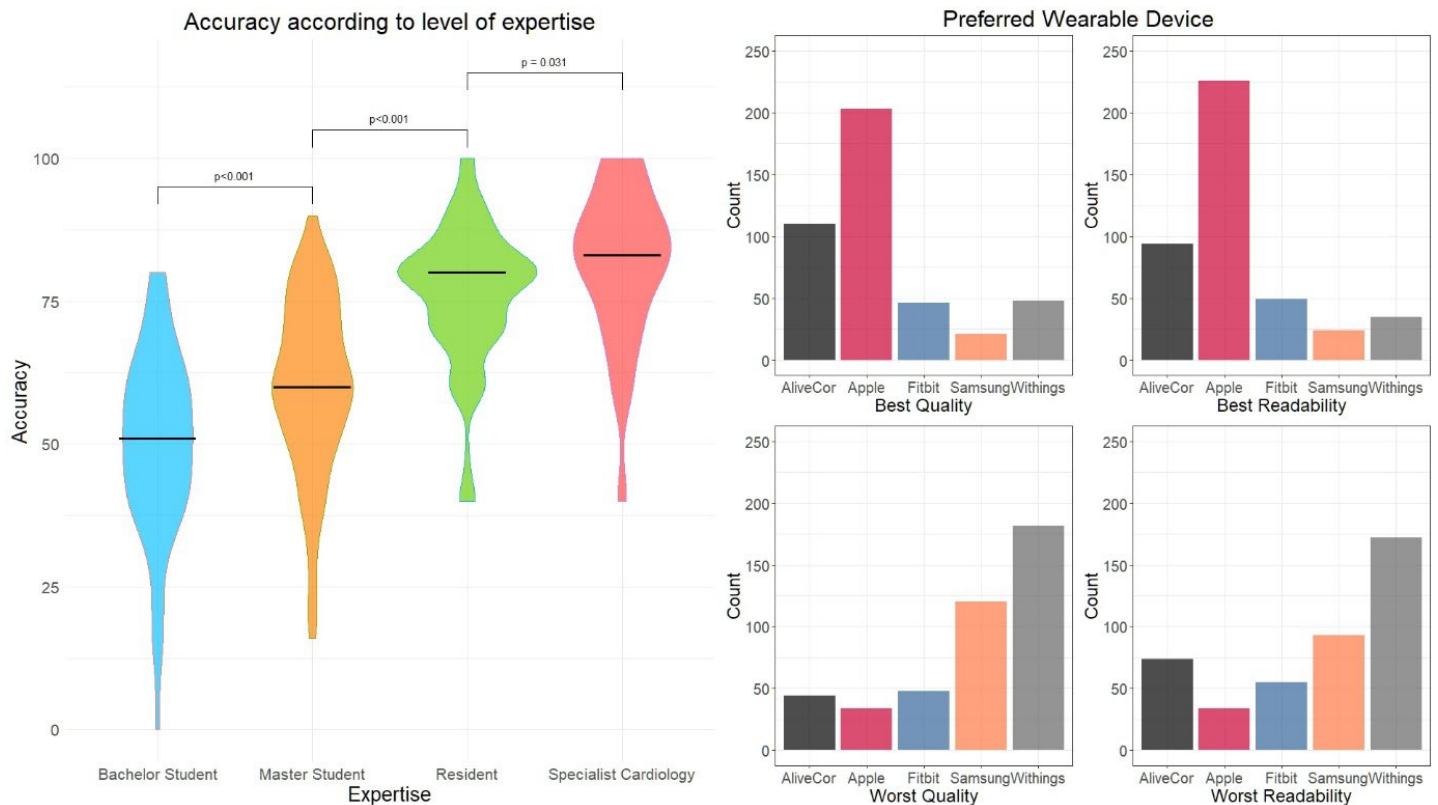 Accuracy according to level of expertise
p = 0.031
p<0.001
p<0.001
100
75
50
25
0
Accuracy
Bachelor Student
Master Student
Resident
Specialist Cardiology
Expertise
Preferred Wearable Device
250
200
150
100
50
0
Count
AliveCor
Apple
Fitbit
Samsung
Withings
Best Quality
250
200
150
100
50
0
Count
AliveCor
Apple
Fitbit
Samsung
Withings
Best Readability
250
200
150
100
50
0
Count
AliveCor
Apple
Fitbit
Samsung
Withings
Worst Quality
250
200
150
100
50
0
Count
AliveCor
Apple
Fitbit
Samsung
Withings
Worst Readability